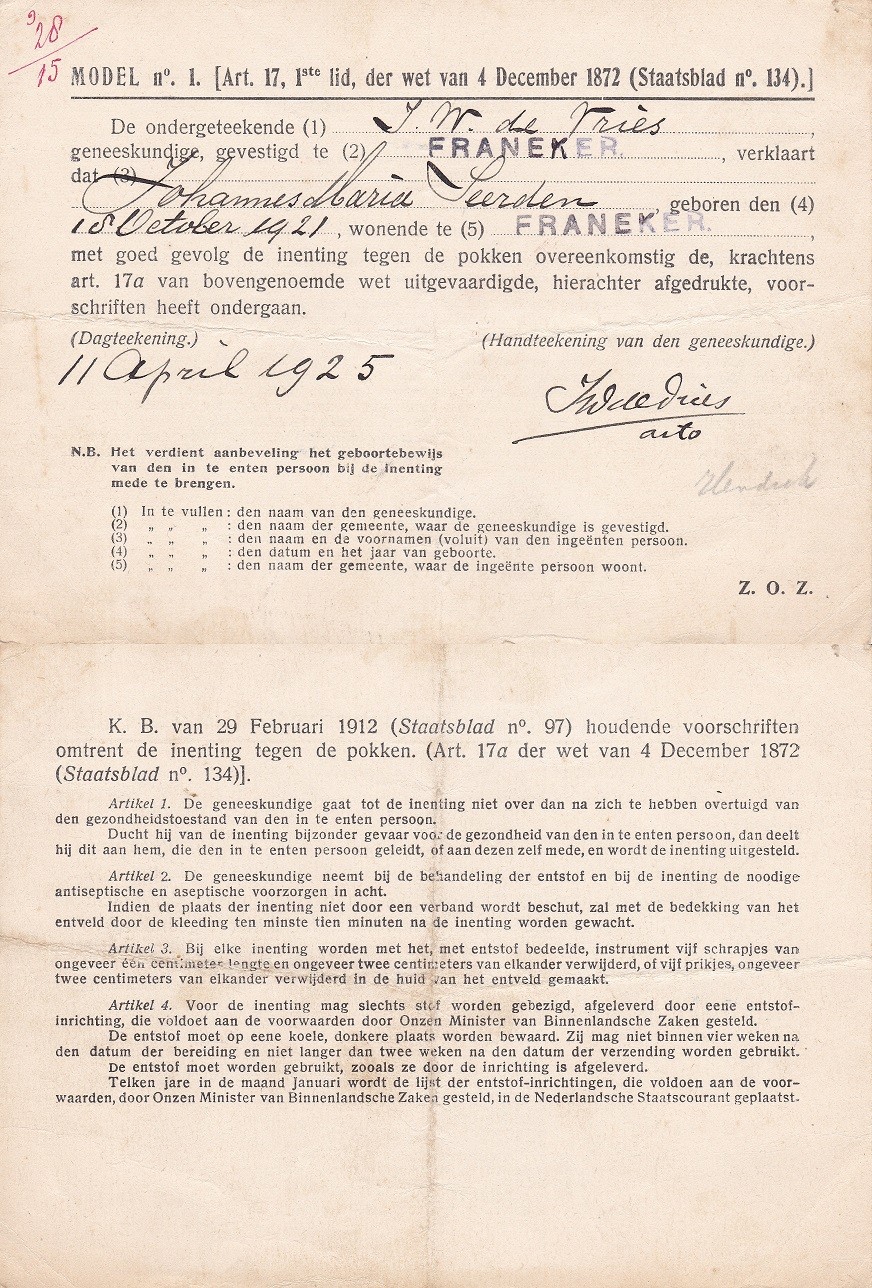 9
28
15
MODEL nº. 1. [Art. 17, 1ste lid, der wet van 4 December 1872 (Staatsblad nº. 134).]
De ondergeteekende (1) J. W. de Vries,
geneeskundige, gevestigd te (2) FRANEKER., verklaart
dat (3)
Johannes Maria Seerden, geboren den (4)
18 October 1921, wonende te (5) FRANEKER.,
met goed gevolg de inenting tegen de pokken overeenkomstig de, krachtens
art. 17a van bovengenoemde wet uitgevaardigde, hierachter afgedrukte, voor-
schriften heeft ondergaan.
(Dagteekening.) (Handteekening van den geneeskundige.)
11 April 1925
JWdeVries
arts
N.B. Het verdient aanbeveling het geboortebewijs
van den in te enten persoon bij de inenting
mede te brengen.
(1) In te vullen : den naam van den geneeskundige.
(2) „ „ „ : den naam der gemeente, waar de geneeskundige is gevestigd.
(3) „ „ „ : den naam en de voornamen (voluit) van den ingeënten persoon.
(4) „ „ „ : den datum en het jaar van geboorte.
(5) „ „ „ : den naam der gemeente, waar de ingeënte persoon woont.
Z. O. Z.
K. B. van 29 Februari 1912 (Staatsblad nº. 97) houdende voorschriften
omtrent de inenting tegen de pokken. (Art. 17a der wet van 4 December 1872
(Staatsblad nº. 134)].
Artikel 1. De geneeskundige gaat tot de inenting niet over dan na zich te hebben overtuigd van
den gezondheidstoestand van den in te enten persoon.
Ducht hij van de inenting bijzonder gevaar voor de gezondheid van den in te enten persoon, dan deelt
hij dit aan hem, die den in te enten persoon geleidt, of aan dezen zelf mede, en wordt de inenting uitgesteld.
Artikel 2. De geneeskundige neemt bij de behandeling der entstof en bij de inenting de noodige
antiseptische en aseptische voorzorgen in acht.
Indien de plaats der inenting niet door een verband wordt beschut, zal met de bedekking van het
entveld door de kleeding ten minste tien minuten na de inenting worden gewacht.
Artikel 3. Bij elke inenting worden met het, met entstof bedeelde, instrument vijf schrapjes van
ongeveer één centimeter lengte en ongeveer twee centimeters van elkander verwijderd, of vijf prikjes, ongeveer
twee centimeters van elkander verwijderd in de huid van het entveld gemaakt.
Artikel 4. Voor de inenting mag slechts stof worden gebezigd, afgeleverd door eene entstof-
inrichting, die voldoet aan de voorwaarden door Onzen Minister van Binnenlandsche Zaken gesteld.
De entstof moet op eene koele, donkere plaats worden bewaard. Zij mag niet binnen vier weken na
den datum der bereiding en niet langer dan twee weken na den datum der verzending worden gebruikt.
De entstof moet worden gebruikt, zooals ze door de inrichting is afgeleverd.
Telken jare in de maand Januari wordt de lijst der entstof-inrichtingen, die voldoen aan de voor-
waarden, door Onzen Minister van Binnenlandsche Zaken gesteld, in de Nederlandsche Staatscourant geplaatst.